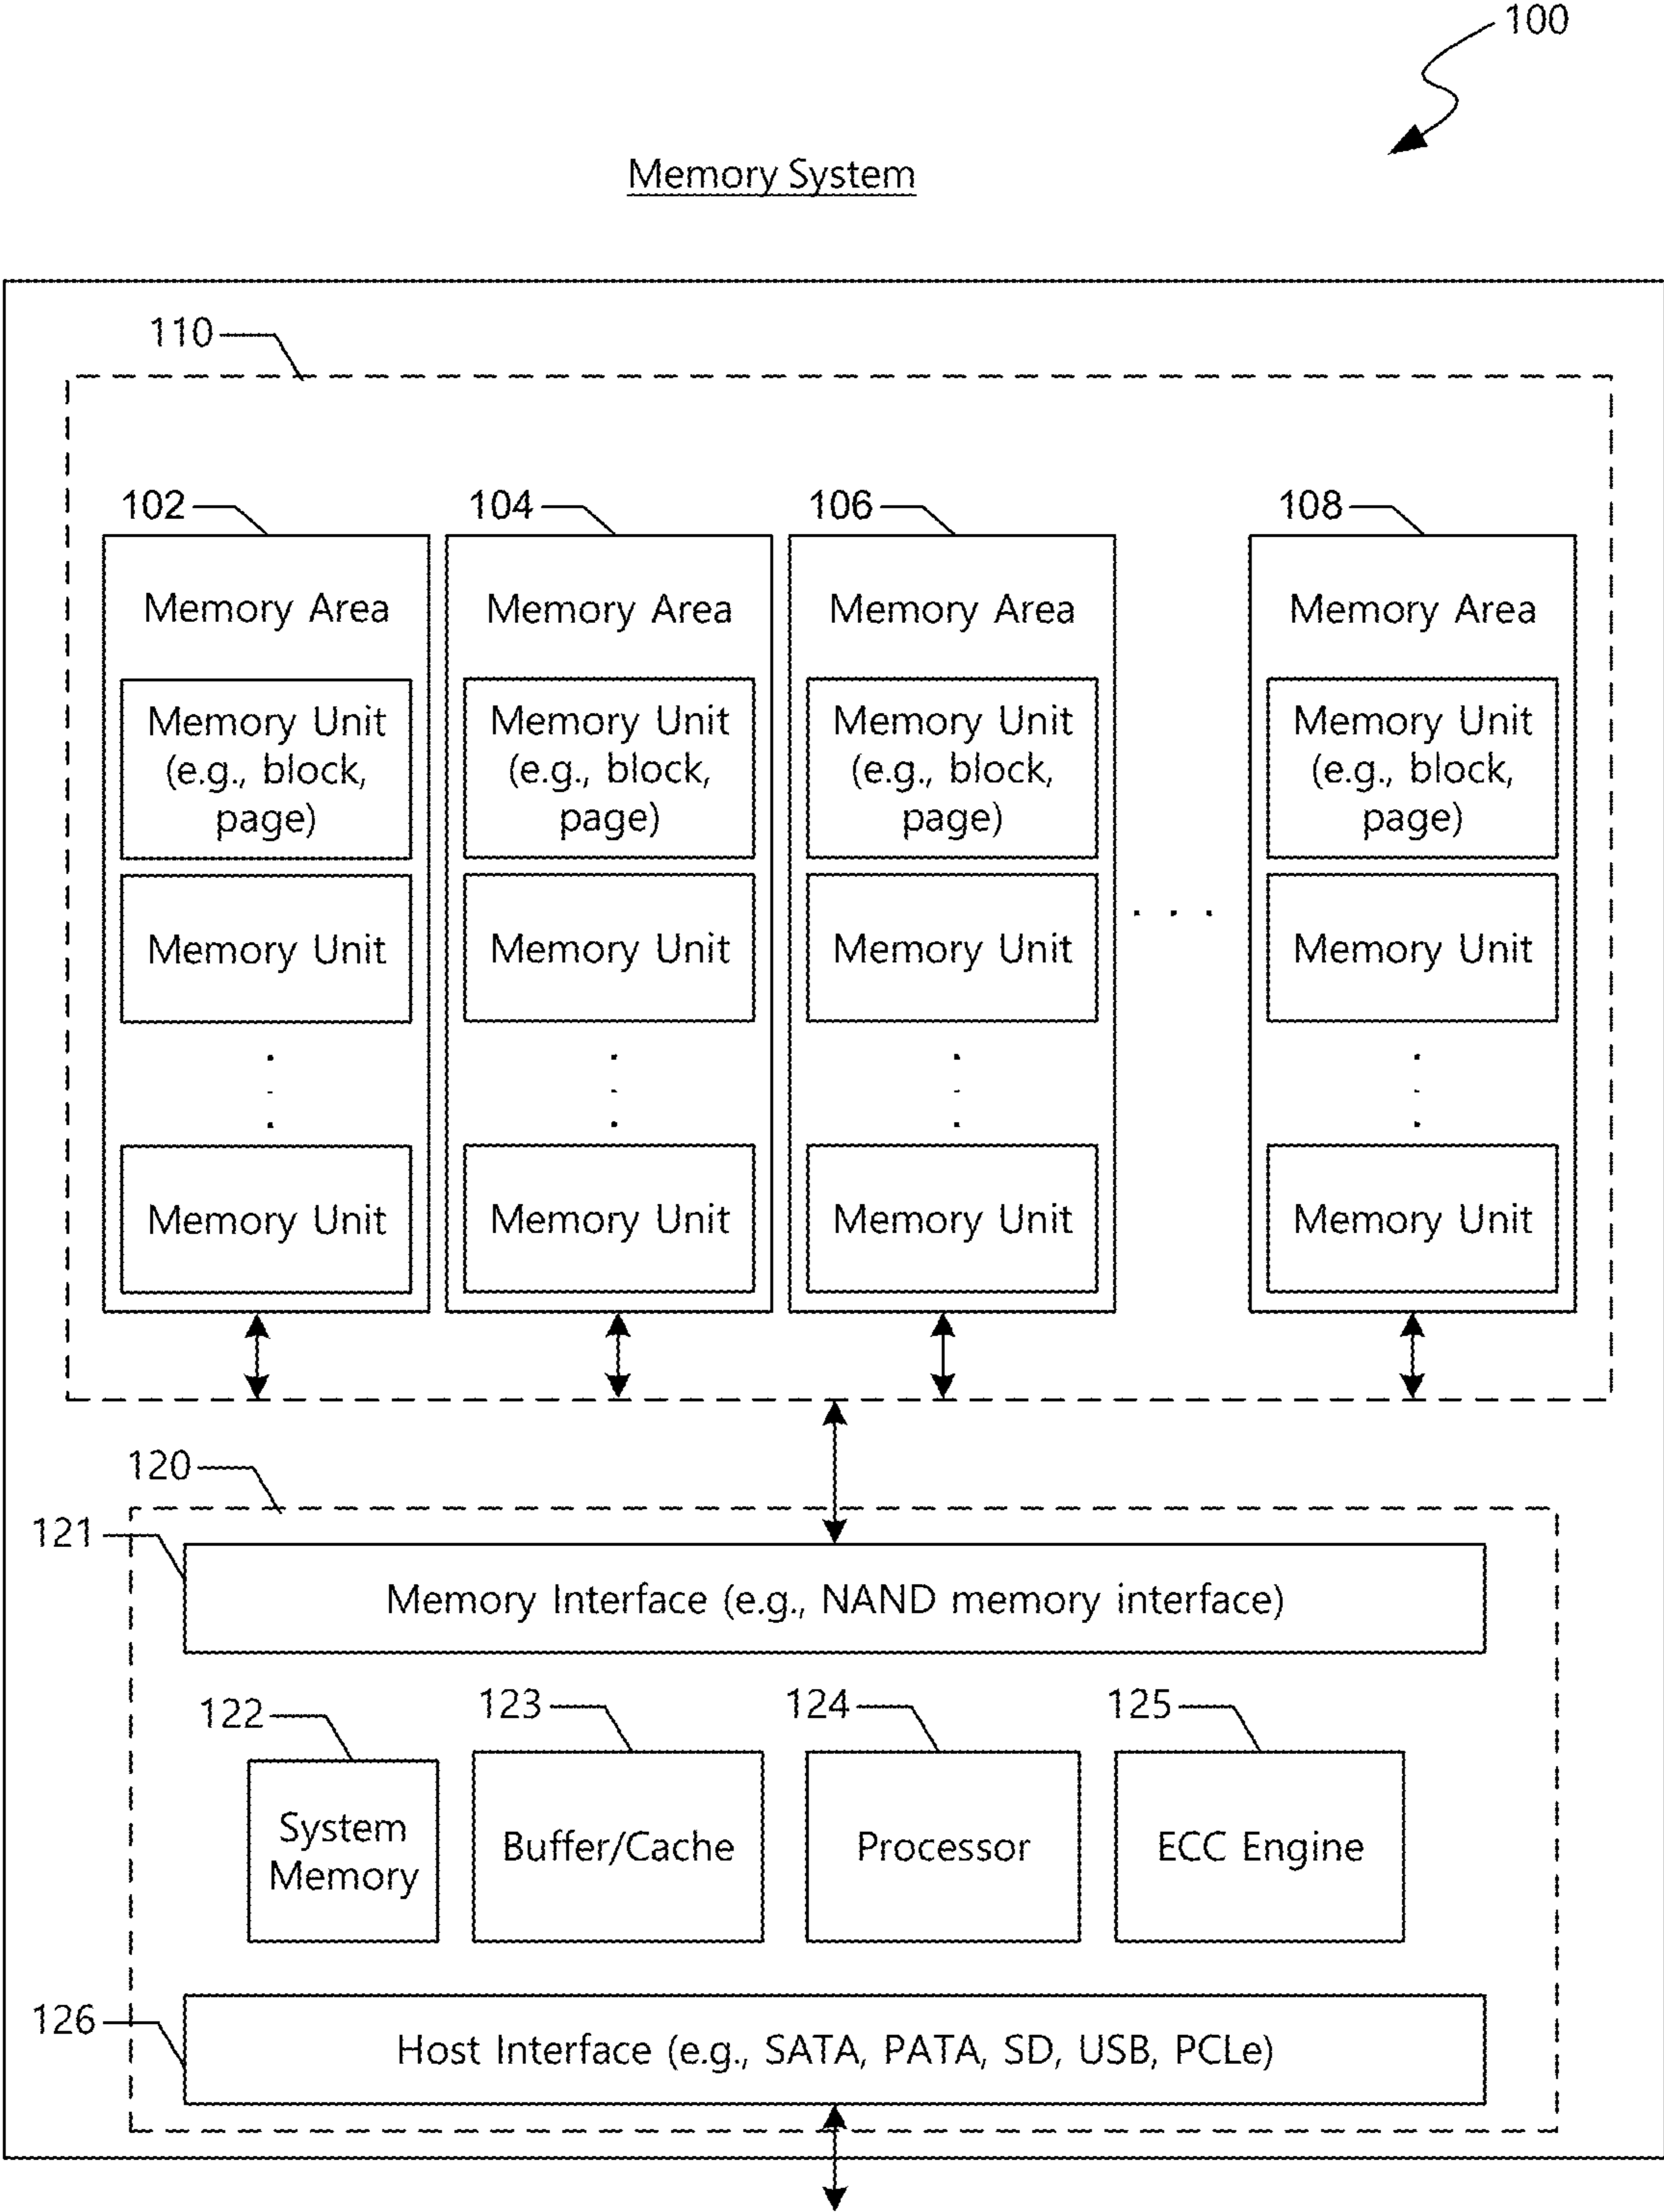 100
Memory System
110
102
104
106
108
Memory Area
Memory Area
Memory Area
Memory Area
Memory Unit
(e.g., block,
page)
Memory Unit
(e.g., block,
page)
Memory Unit
(e.g., block,
page)
Memory Unit
(e.g., block,
page)
Memory Unit
Memory Unit
Memory Unit
. . .
Memory Unit
Memory Unit
Memory Unit
Memory Unit
Memory Unit
120
121
Memory Interface (e.g., NAND memory interface)
122
123
124
125
System
Memory
Buffer/Cache
Processor
ECC Engine
126
Host Interface (e.g., SATA, PATA, SD, USB, PCLe)